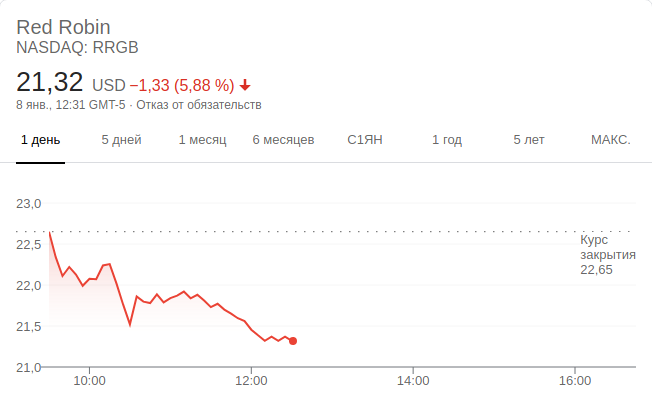 Red Robin
NASDAQ: RRGB
21,32 USD −1,33 (5,88 %)
8 янв., 12:31 GMT-5 · Отказ от обязательств
1 день 5 дней 1 месяц 6 месяцев С1ЯН 1 год 5 лет МАКС.
23,0
22,5
22,0
21,5
21,0
Курс
закрытия
22,65
10:00 12:00 14:00 16:00